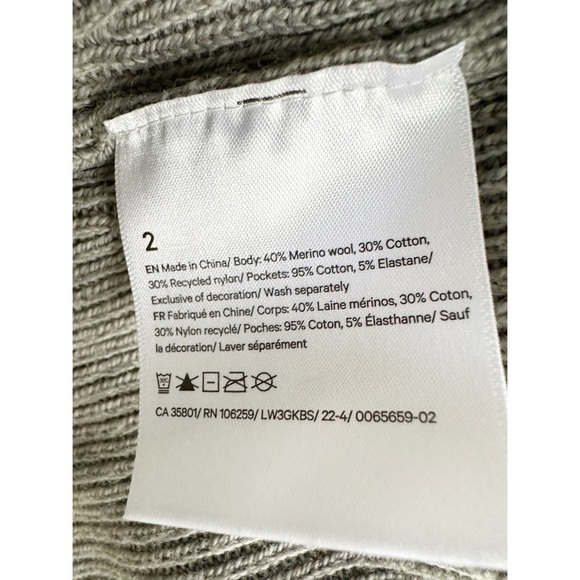 2
EN Made in China/ Body: 40% Merino wool, 30% Cotton,
30% Recycled nylon/ Pockets: 95% Cotton, 5% Elastane/
Exclusive of decoration/ Wash separately
FR Fabriqué en Chine/ Corps: 40% Laine mérinos, 30% Coton,
30% Nylon recyclé/ Poches: 95% Coton, 5% Élasthanne/ Sauf
la décoration/ Laver séparément
CA 35801/ RN 106259/ LW3GKBS/ 22-4/ 0065659-02